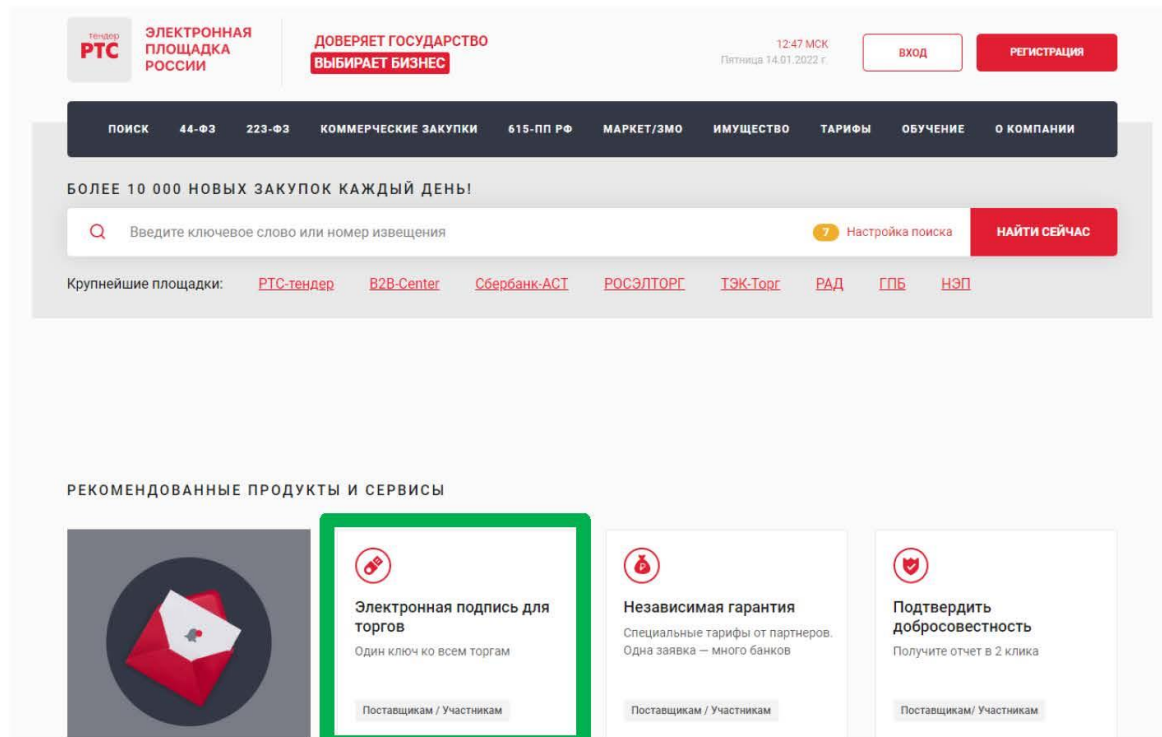 тендер
РТС
ЭЛЕКТРОННАЯ
ПЛОЩАДКА
РОССИИ
ДОВЕРЯЕТ ГОСУДАРСТВО
ВЫБИРАЕТ БИЗНЕС
12:47 МСК
Пятница 14.01.2022 г.
ВХОД
РЕГИСТРАЦИЯ
ПОИСК 44-ФЗ 223-ФЗ КОММЕРЧЕСКИЕ ЗАКУПКИ 615-ПП РФ МАРКЕТ/ЗМО ИМУЩЕСТВО ТАРИФЫ ОБУЧЕНИЕ О КОМПАНИИ
БОЛЕЕ 10 000 НОВЫХ ЗАКУПОК КАЖДЫЙ ДЕНЬ!
Введите ключевое слово или номер извещения 7 Настройка поиска НАЙТИ СЕЙЧАС
Крупнейшие площадки: РТС-тендер B2B-Center Сбербанк-АСТ РОСЭЛТОРГ ТЭК-Торг РАД ГПБ НЭП
РЕКОМЕНДОВАННЫЕ ПРОДУКТЫ И СЕРВИСЫ
Электронная подпись для
торгов
Один ключ ко всем торгам
Поставщикам / Участникам
Независимая гарантия
Специальные тарифы от партнеров.
Одна заявка — много банков
Поставщикам / Участникам
Подтвердить
добросовестность
Получите отчет в 2 клика
Поставщикам/ Участникам